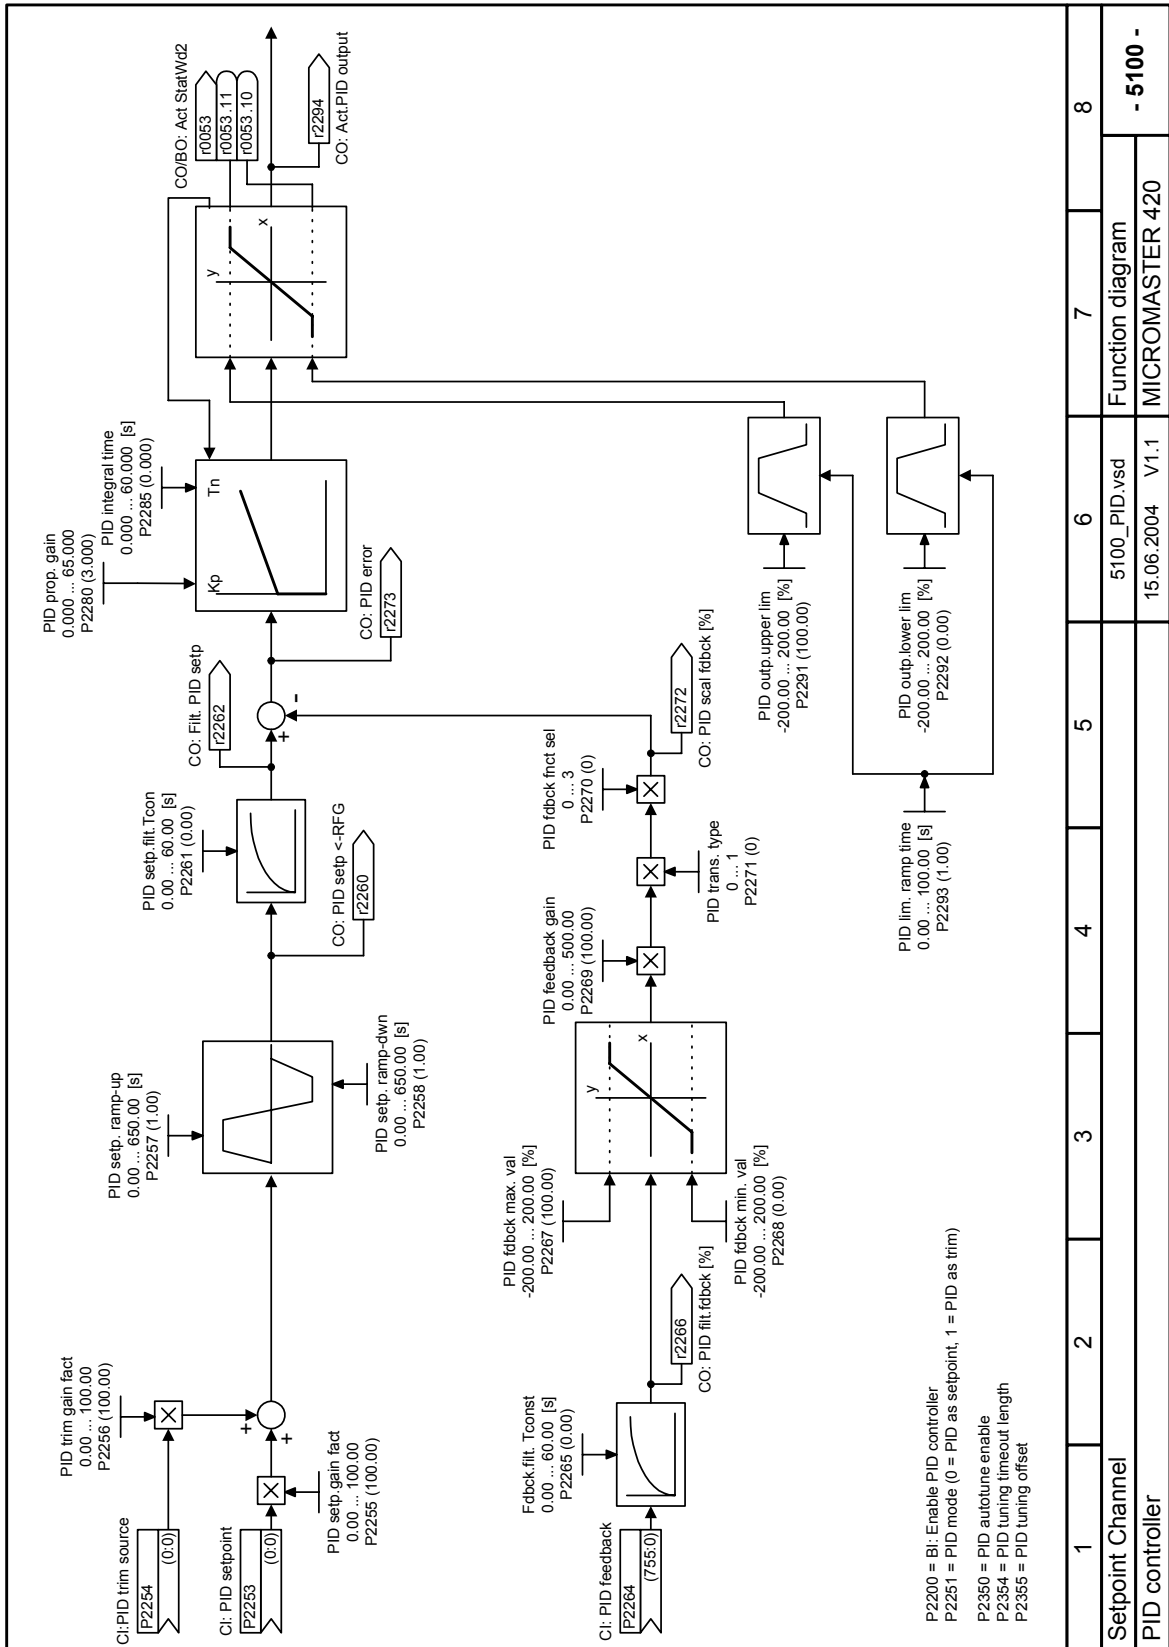 CI:PID trim source
P2254
(0:0)
PID trim gain fact
0.00 ... 100.00
P2256 (100.00)
CI: PID setpoint
P2253
(0:0)
PID setp.gain fact
0.00 ... 100.00
P2255 (100.00)
+
+
PID setp. ramp-up
0.00 ... 650.00 [s]
P2257 (1.00)
PID setp. ramp-dwn
0.00 ... 650.00 [s]
P2258 (1.00)
CO: PID setp <-RFG
r2260
PID setp.filt.Tcon
0.00 ... 60.00 [s]
P2261 (0.00)
CO: Filt. PID setp
r2262
+
-
CO: PID error
r2273
PID prop. gain
0.000 ... 65.000
P2280 (3.000)
PID integral time
0.000 ... 60.000 [s]
P2285 (0.000)
Kp
Tn
y
x
CO/BO: Act StatWd2
r0053
r0053.11
r0053.10
r2294
CO: Act.PID output
CI: PID feedback
P2264
(755:0)
Fdbck.filt. Tconst
0.00 ... 60.00 [s]
P2265 (0.00)
r2266
CO: PID filt.fdbck [%]
PID fdbck max. val
-200.00 ... 200.00 [%]
P2267 (100.00)
PID fdbck min. val
-200.00 ... 200.00 [%]
P2268 (0.00)
y
x
PID feedback gain
0.00 ... 500.00
P2269 (100.00)
PID trans. type
0 ... 1
P2271 (0)
PID fdbck fnct sel
0 ... 3
P2270 (0)
r2272
CO: PID scal fdbck [%]
PID outp.upper lim
-200.00 ... 200.00 [%]
P2291 (100.00)
PID outp.lower lim
-200.00 ... 200.00 [%]
P2292 (0.00)
PID lim. ramp time
0.00 ... 100.00 [s]
P2293 (1.00)
P2200 = BI: Enable PID controller
P2251 = PID mode (0 = PID as setpoint, 1 = PID as trim)
P2350 = PID autotune enable
P2354 = PID tuning timeout length
P2355 = PID tuning offset
1 2 3 4 5 6 7 8
Setpoint Channel
5100_PID.vsd
Function diagram
- 5100 -
PID controller
15.06.2004 V1.1
MICROMASTER 420